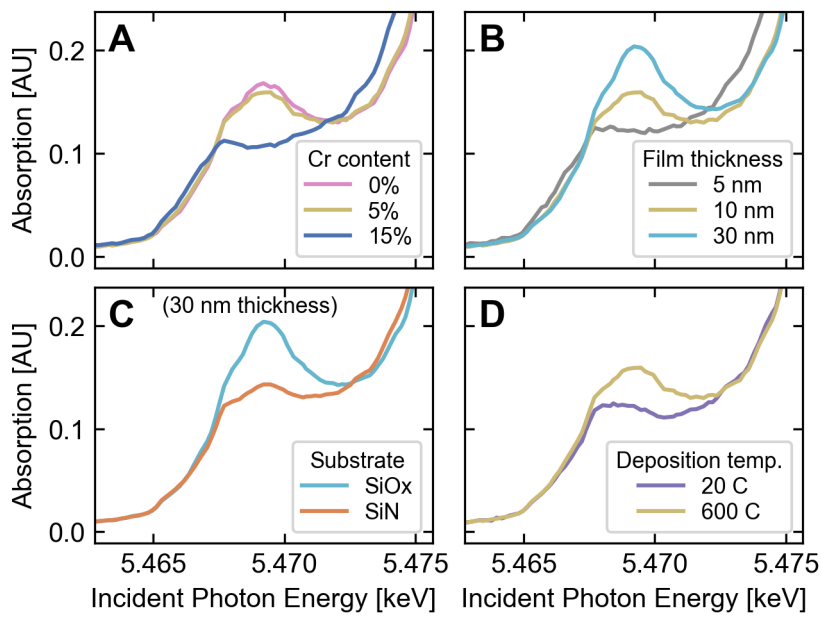 A
B
0.2
0.1
0.0
Absorption [AU]
Cr content
0%
5%
15%
Film thickness
5 nm
10 nm
30 nm
C
(30 nm thickness)
D
0.2
0.1
0.0
Absorption [AU]
Substrate
SiOx
SiN
Deposition temp.
20 C
600 C
5.465
5.470
5.475
5.465
5.470
5.475
Incident Photon Energy [keV]
Incident Photon Energy [keV]